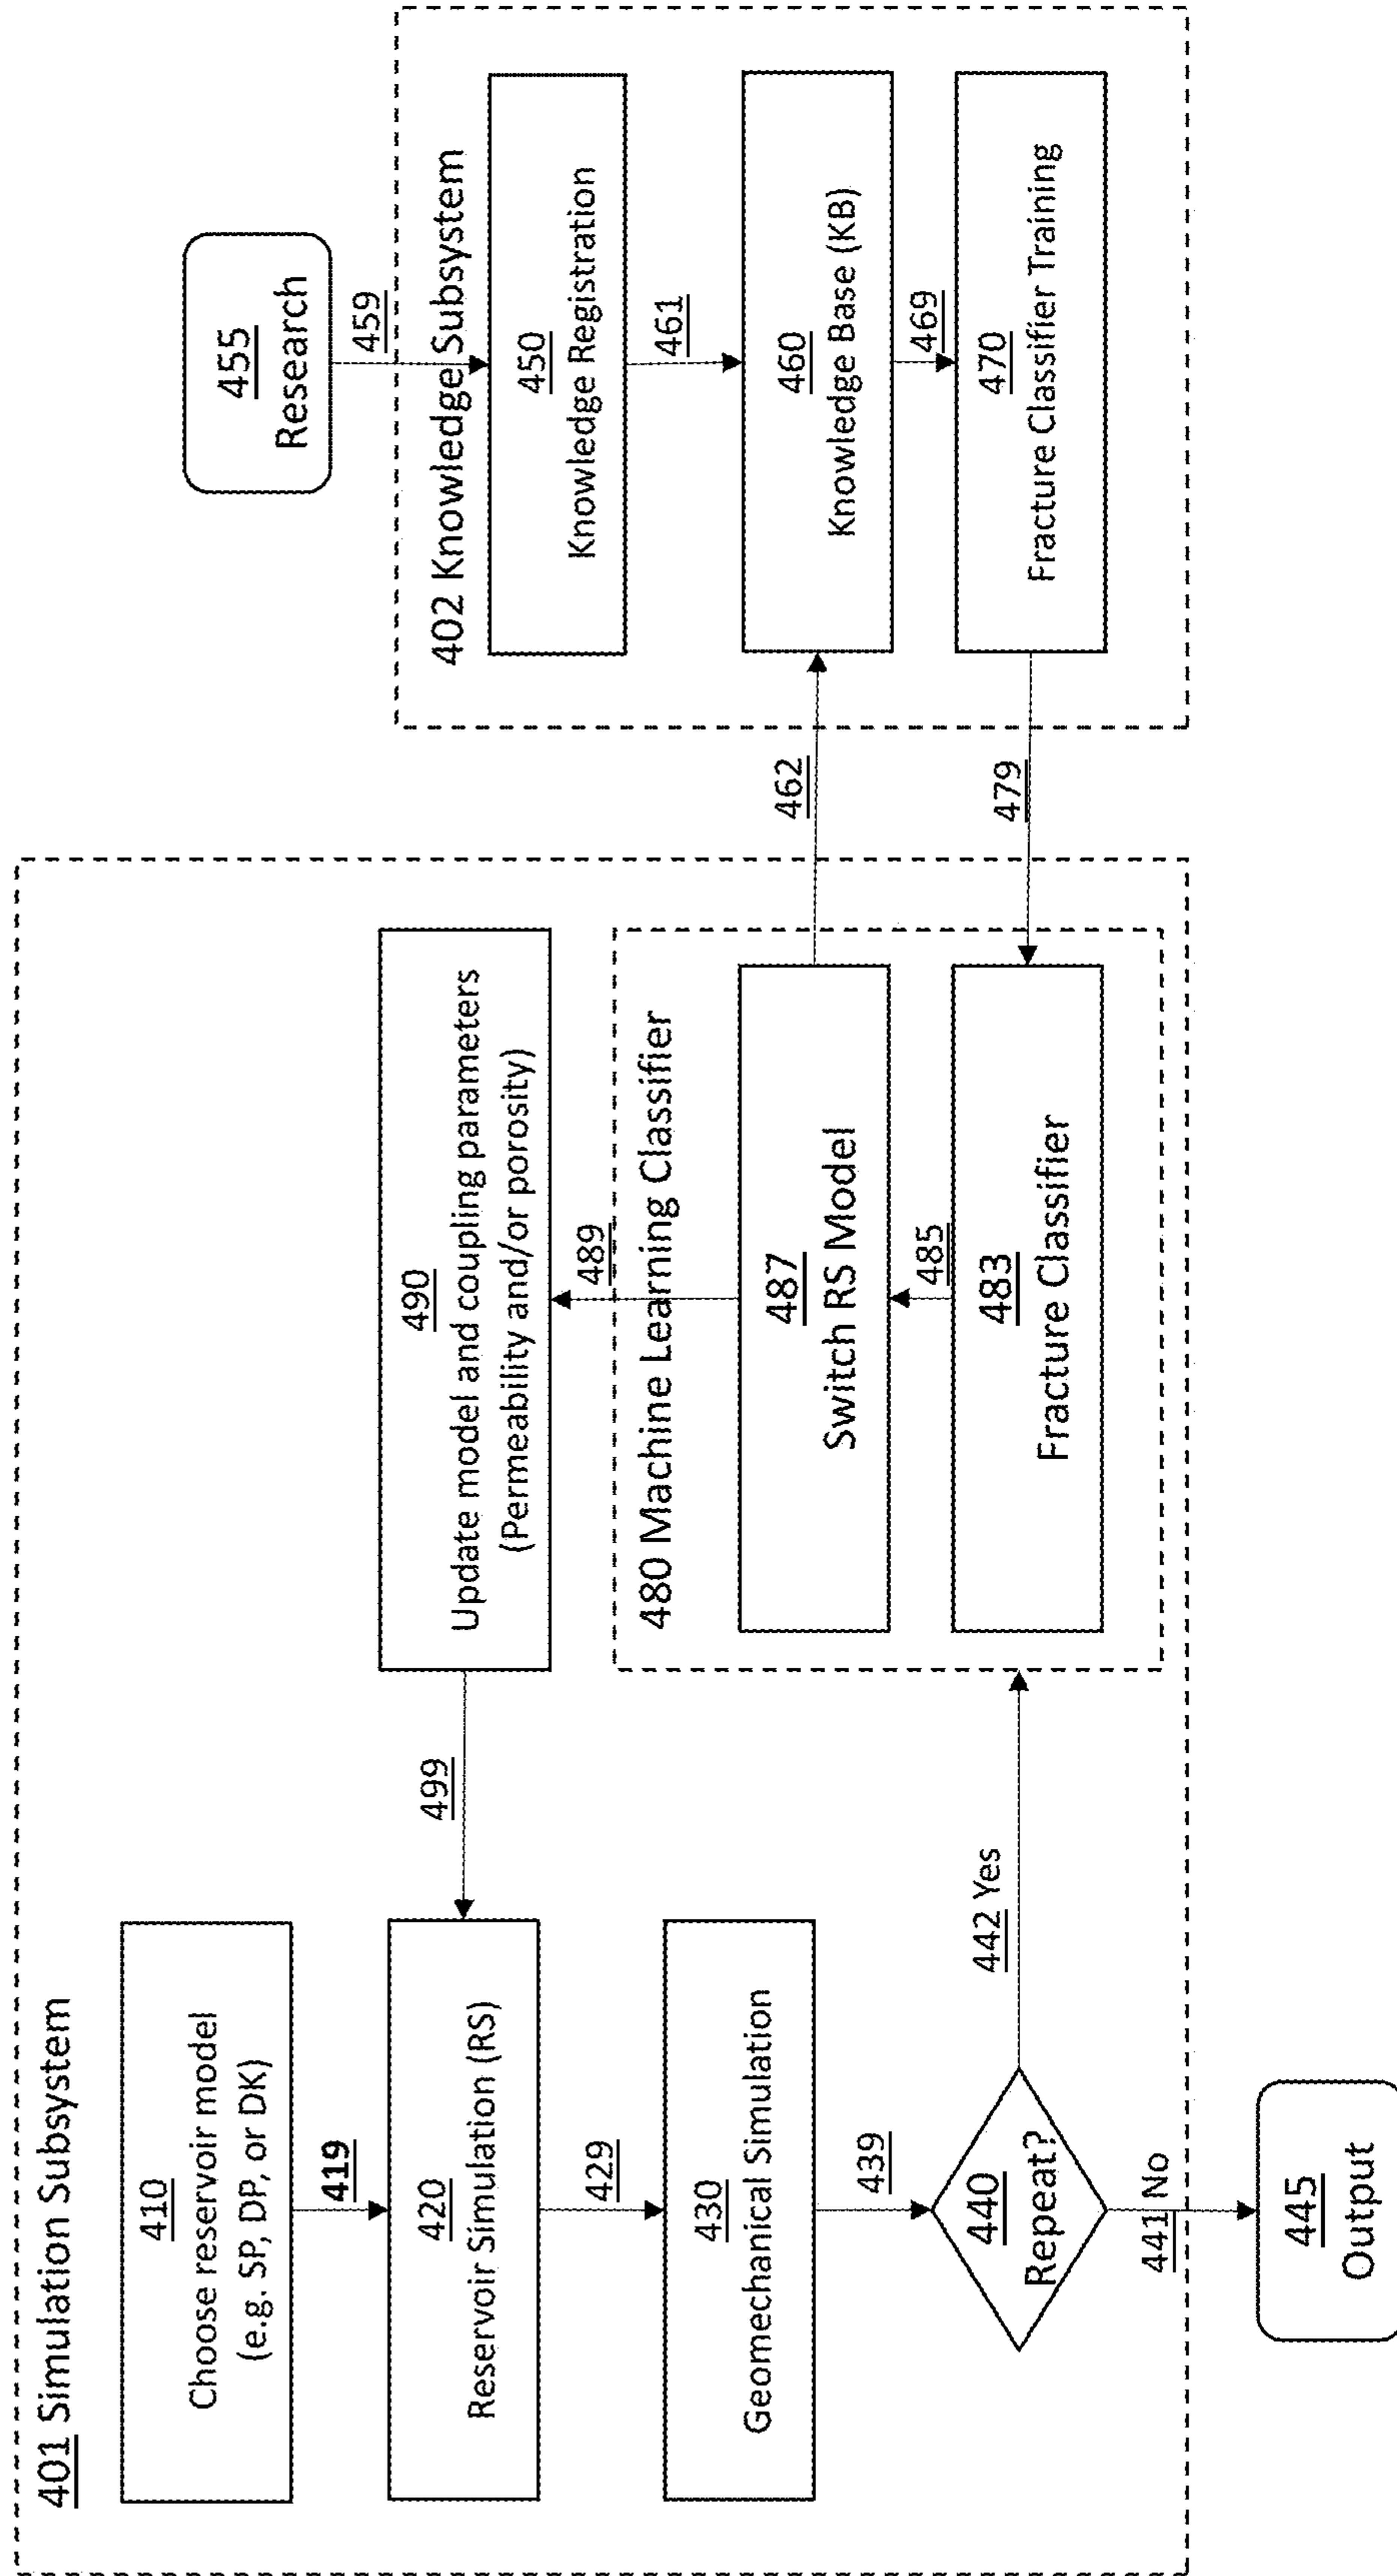 401 Simulation Subsystem
410
Choose reservoir model
(e.g. SP, DP, or DK)
419
420
Reservoir Simulation (RS)
429
430
Geomechanical Simulation
439
440
Repeat?
441 No
445
Output
442 Yes
499
490
Update model and coupling parameters
(Permeability and/or porosity)
489
480 Machine Learning Classifier
487
Switch RS Model
485
483
Fracture Classifier
462
479
455
Research
459
402 Knowledge Subsystem
450
Knowledge Registration
461
460
Knowledge Base (KB)
469
470
Fracture Classifier Training